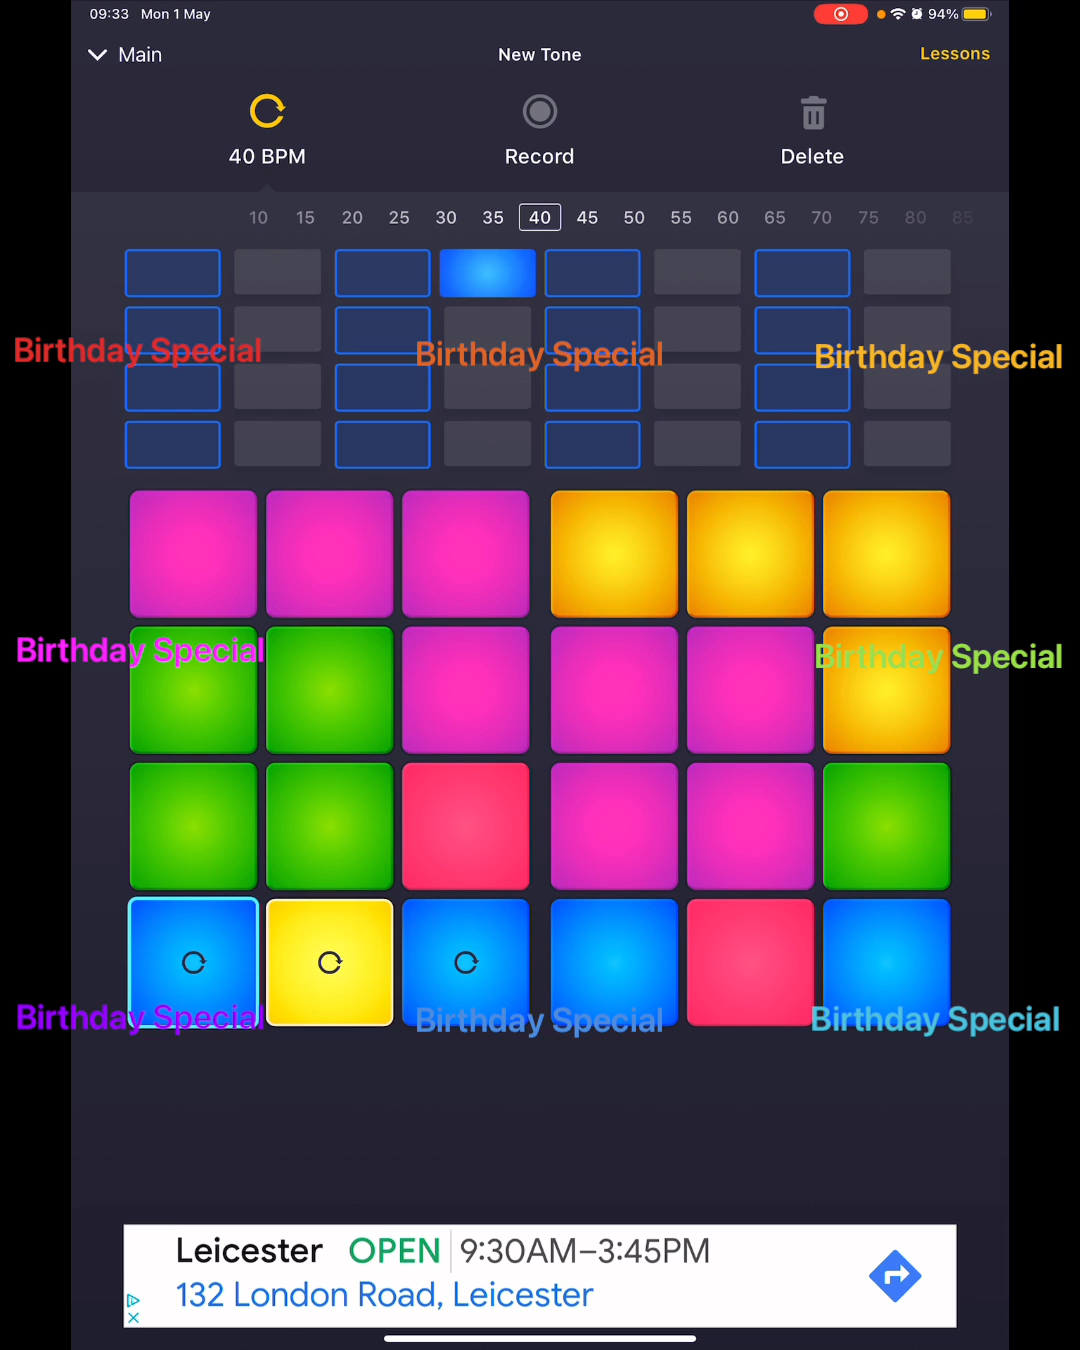 09:33 Mon 1 May 94%
Main New Tone Lessons
40 BPM Record Delete
10 15 20 25 30 35 40 45 50 55 60 65 70 75 80 85
Birthday Special Birthday Special Birthday Special
Birthday Special Birthday Special
Birthday Special Birthday Special Birthday Special
Leicester OPEN 9:30AM–3:45PM
132 London Road, Leicester